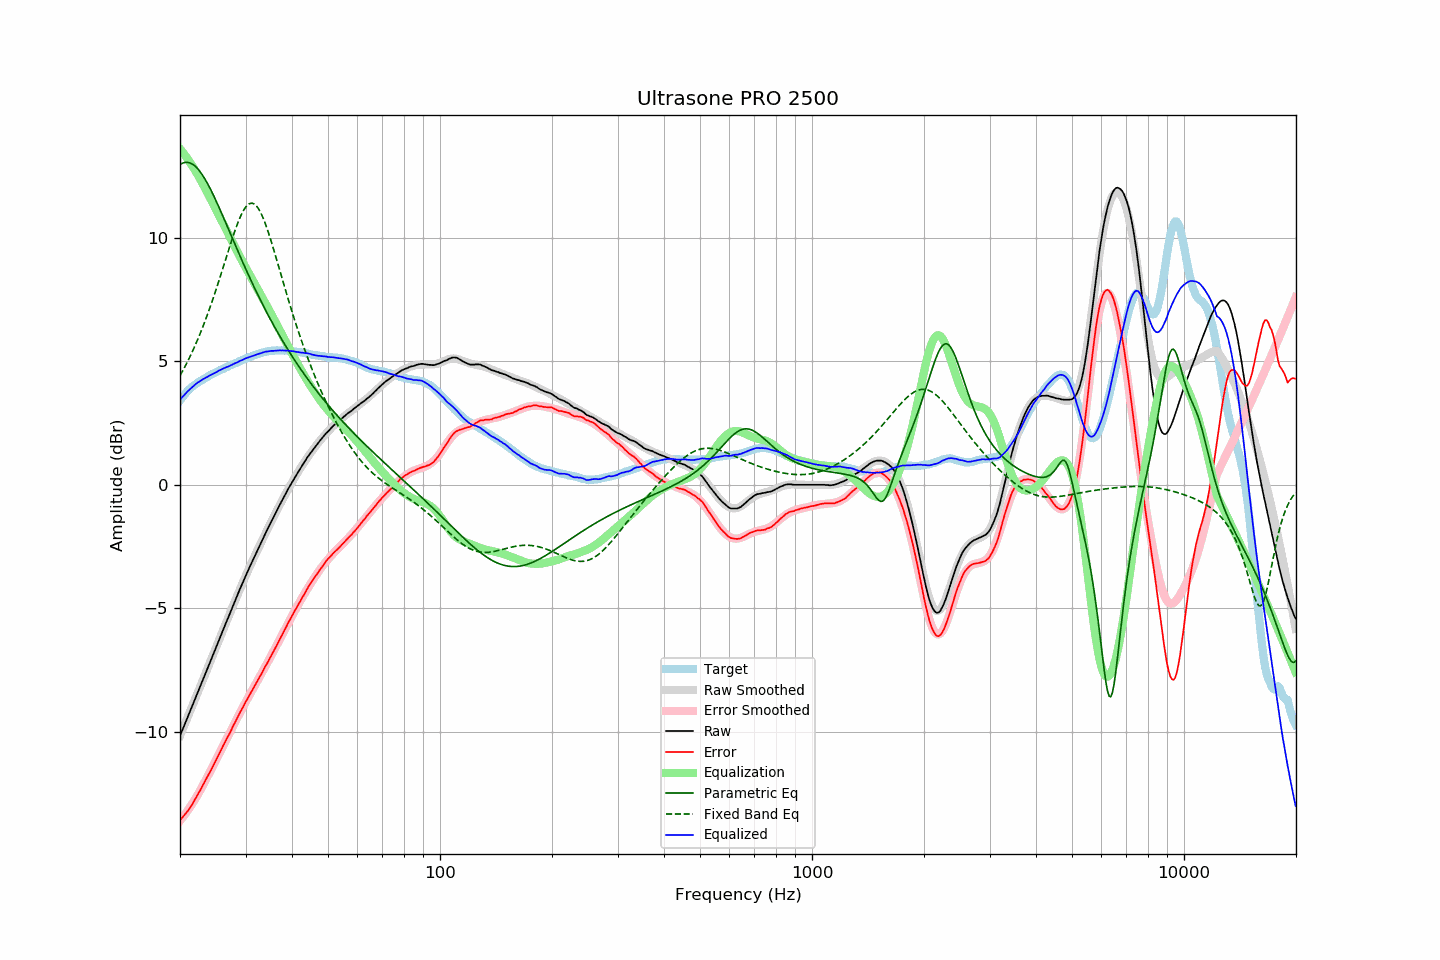 Ultrasone PRO 2500
Amplitude (dBr)
10
5
0
−5
−10
100
1000
10000
Frequency (Hz)
Target
Raw Smoothed
Error Smoothed
Raw
Error
Equalization
Parametric Eq
Fixed Band Eq
Equalized